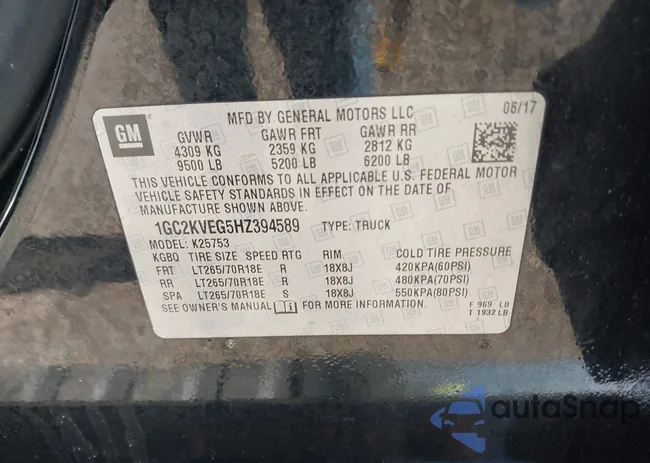 GM
MFD BY GENERAL MOTORS LLC 06/17
GVWR GAWR FRT GAWR RR
4309 KG 2359 KG 2812 KG
9500 LB 5200 LB 6200 LB
THIS VEHICLE CONFORMS TO ALL APPLICABLE U.S. FEDERAL MOTOR
VEHICLE SAFETY STANDARDS IN EFFECT ON THE DATE OF
MANUFACTURE SHOWN ABOVE.
1GC2KVEG5HZ394589 TYPE: TRUCK
MODEL: K25753
KGBQ TIRE SIZE SPEED RTG RIM COLD TIRE PRESSURE
FRT LT265/70R18E R 18X8J 420KPA(60PSI)
RR LT265/70R18E R 18X8J 480KPA(70PSI)
SPA LT265/70R18E S 18X8J 550KPA(80PSI)
SEE OWNER'S MANUAL FOR MORE INFORMATION.
F 969 LB
T 1932 LB
autoSnap